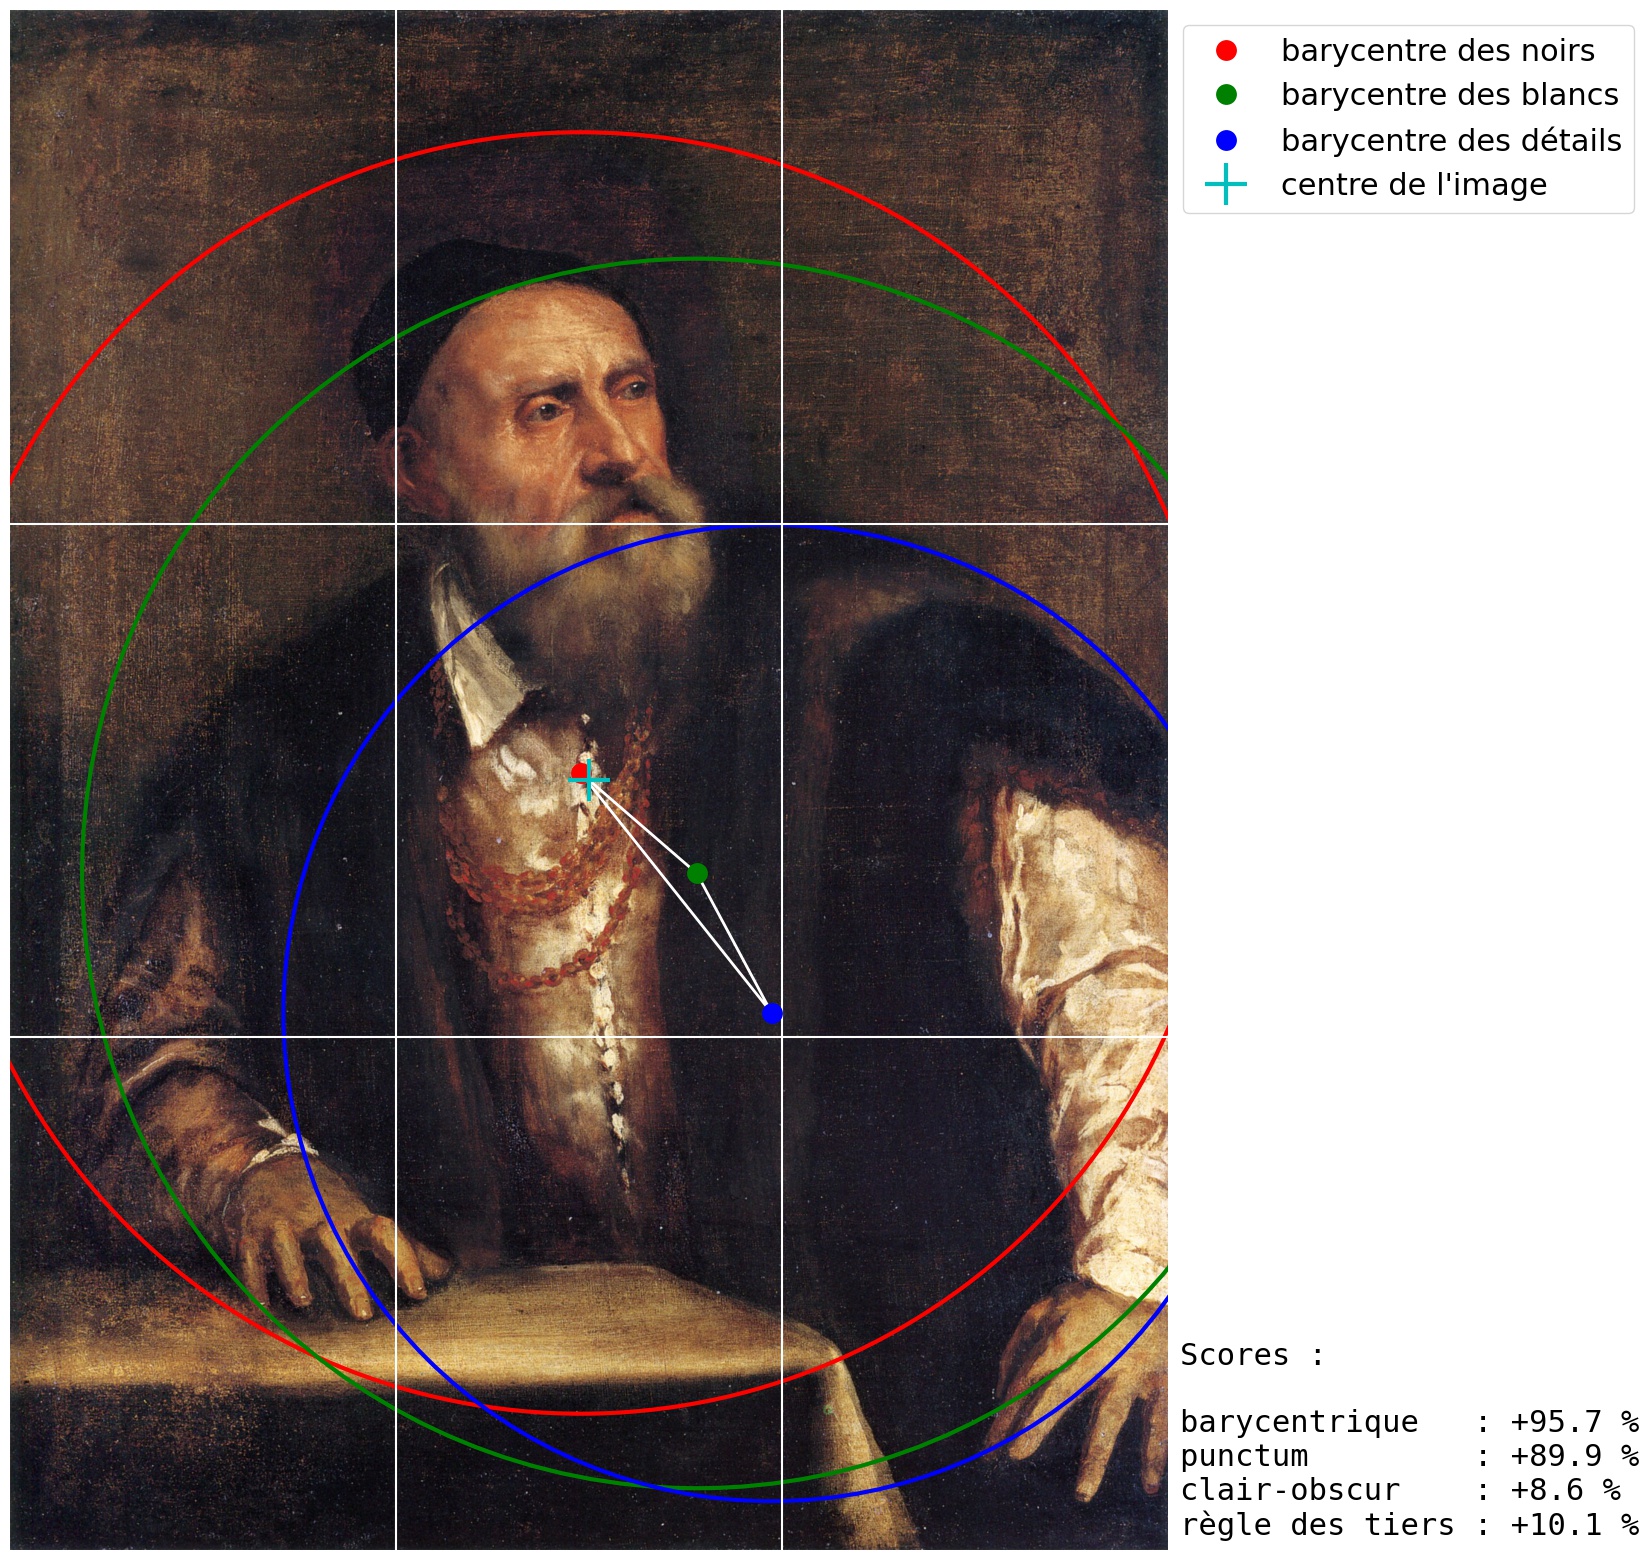 barycentre des noirs
barycentre des blancs
barycentre des détails
centre de l'image
Scores :
barycentrique : +95.7 %
punctum : +89.9 %
clair-obscur : +8.6 %
règle des tiers : +10.1 %